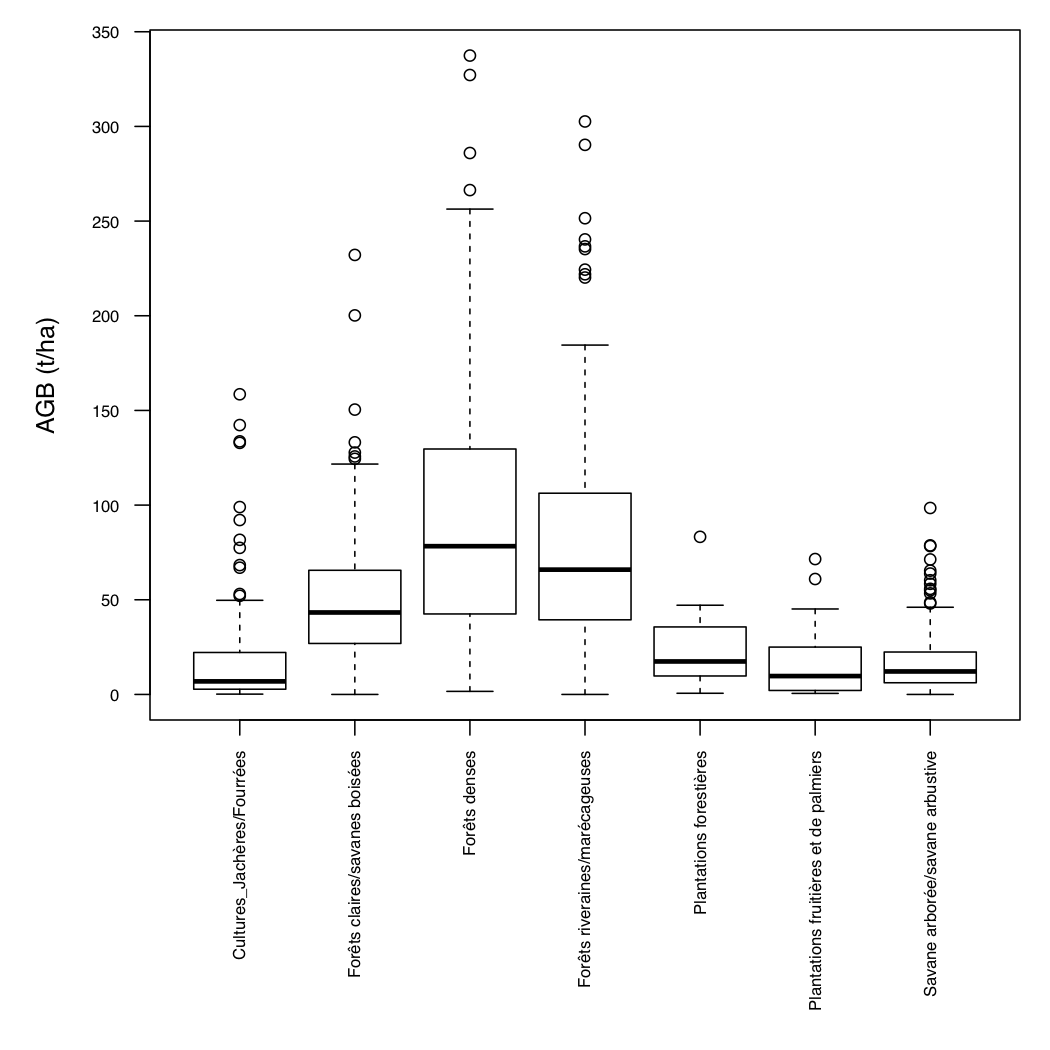 350
300
250
200
150
100
50
0
AGB (t/ha)
Cultures_Jachères/Fourrées
Forêts claires/savanes boisées
Forêts denses
Forêts riveraines/marécageuses
Plantations forestières
Plantations fruitières et de palmiers
Savane arborée/savane arbustive